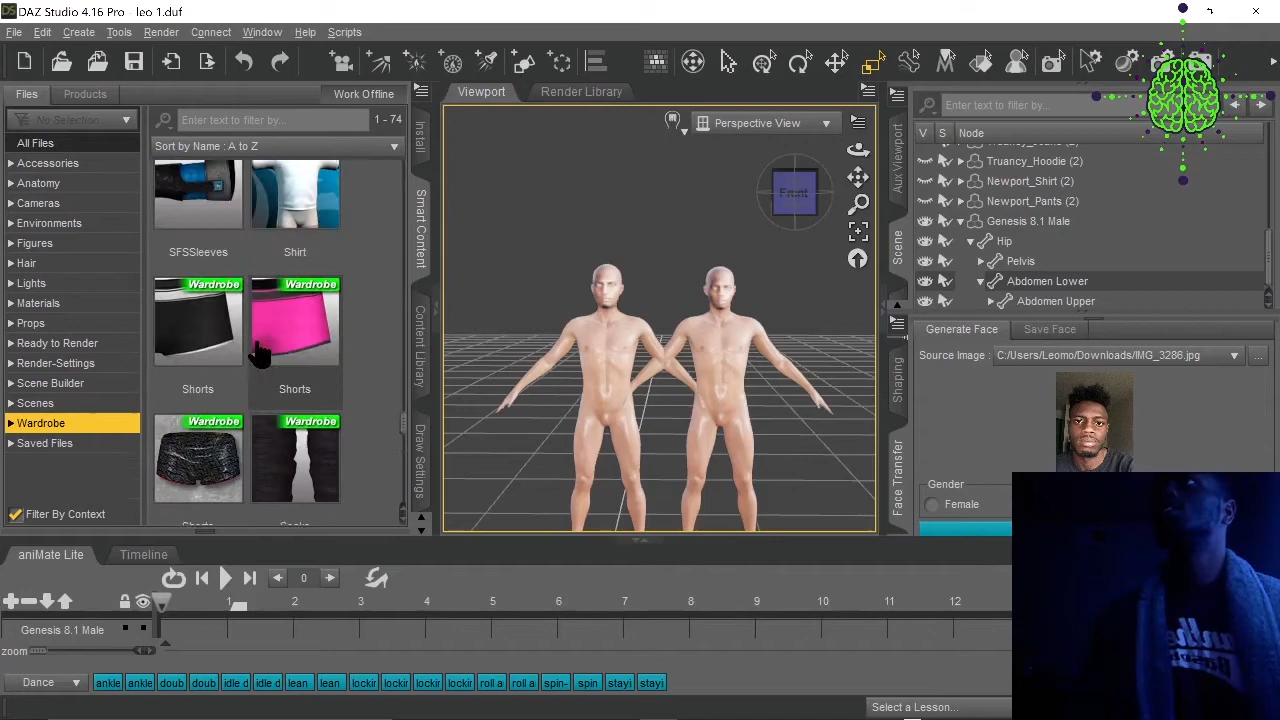 DAZ Studio 4.16 Pro - leo 1.duf
File Edit Create Tools Render Connect Window Help Scripts
Files Products Work Offline
No Selection
Enter text to filter by... 1 - 74
All Files
Sort by Name : A to Z
Accessories
Anatomy
Cameras
Environments
Figures
Hair
Lights
Materials
Props
Ready to Render
Render-Settings
Scene Builder
Scenes
Wardrobe
Saved Files
Filter By Context
SFSSleeves Shirt
Wardrobe Wardrobe
Shorts Shorts
Wardrobe Wardrobe
Install
Smart Content
Content Library
Draw Settings
Viewport Render Library
Perspective View
Front
Aux Viewport
Scene
Shaping
Face Transfer
Enter text to filter by...
V S Node
Truancy_Hoodie (2)
Newport_Shirt (2)
Newport_Pants (2)
Genesis 8.1 Male
Hip
Pelvis
Abdomen Lower
Abdomen Upper
Generate Face Save Face
Source Image : C:/Users/Leomo/Downloads/IMG_3286.jpg ...
Gender
Female
aniMate Lite Timeline
0
1 2 3 4 5 6 7 8 9 10 11 12
Genesis 8.1 Male
zoom
Dance ankle ankle doub doub idle d idle d lean lean lockir lockir lockir lockir roll a roll a spin- spin stayi stayi
Select a Lesson...